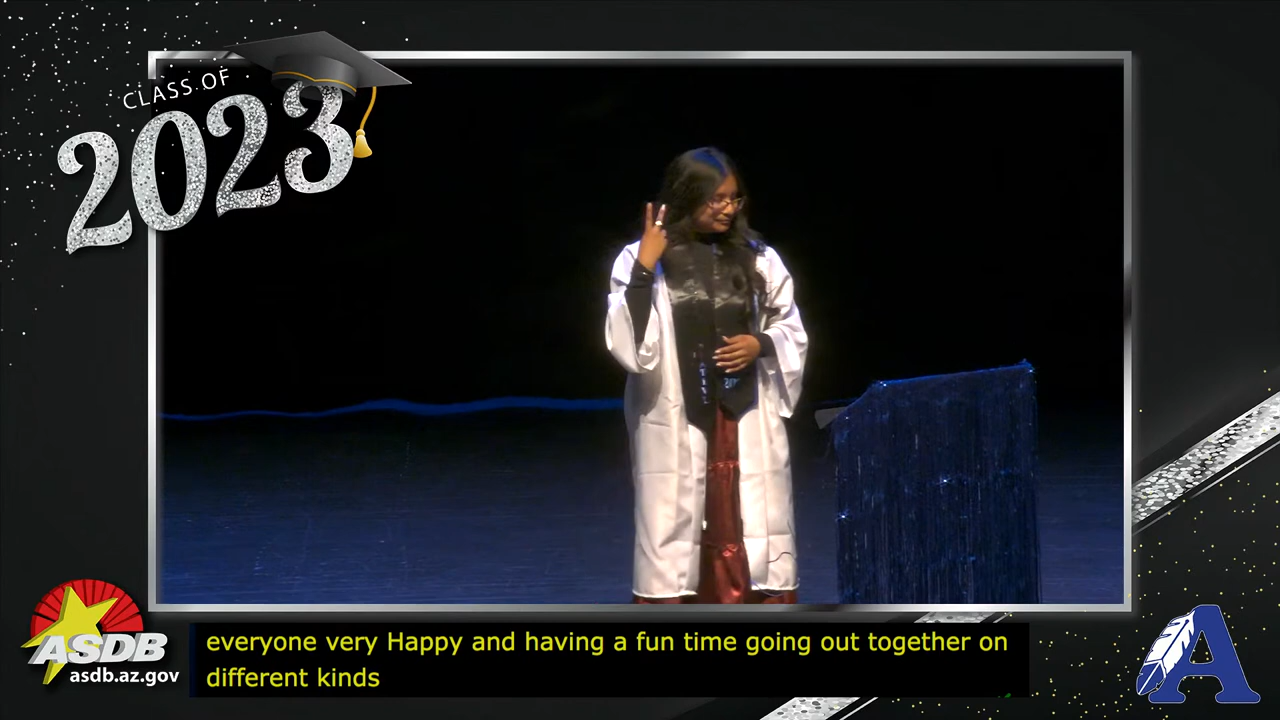 CLASS OF
2023
ASDB
asdb.az.gov
everyone very Happy and having a fun time going out together on
different kinds
A